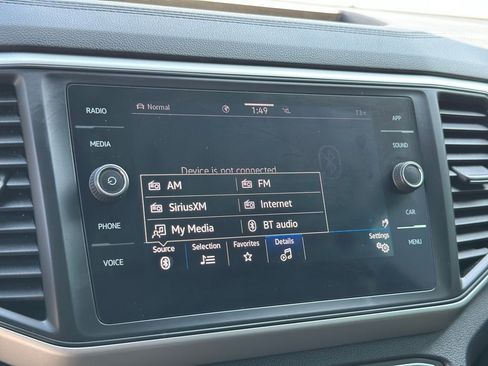 RADIO
MEDIA
PHONE
VOICE
Normal
1:49
Device is not connected
AM
FM
SiriusXM
Internet
My Media
BT audio
Source
Selection
Favorites
Details
Settings
APP
SOUND
CAR
MENU